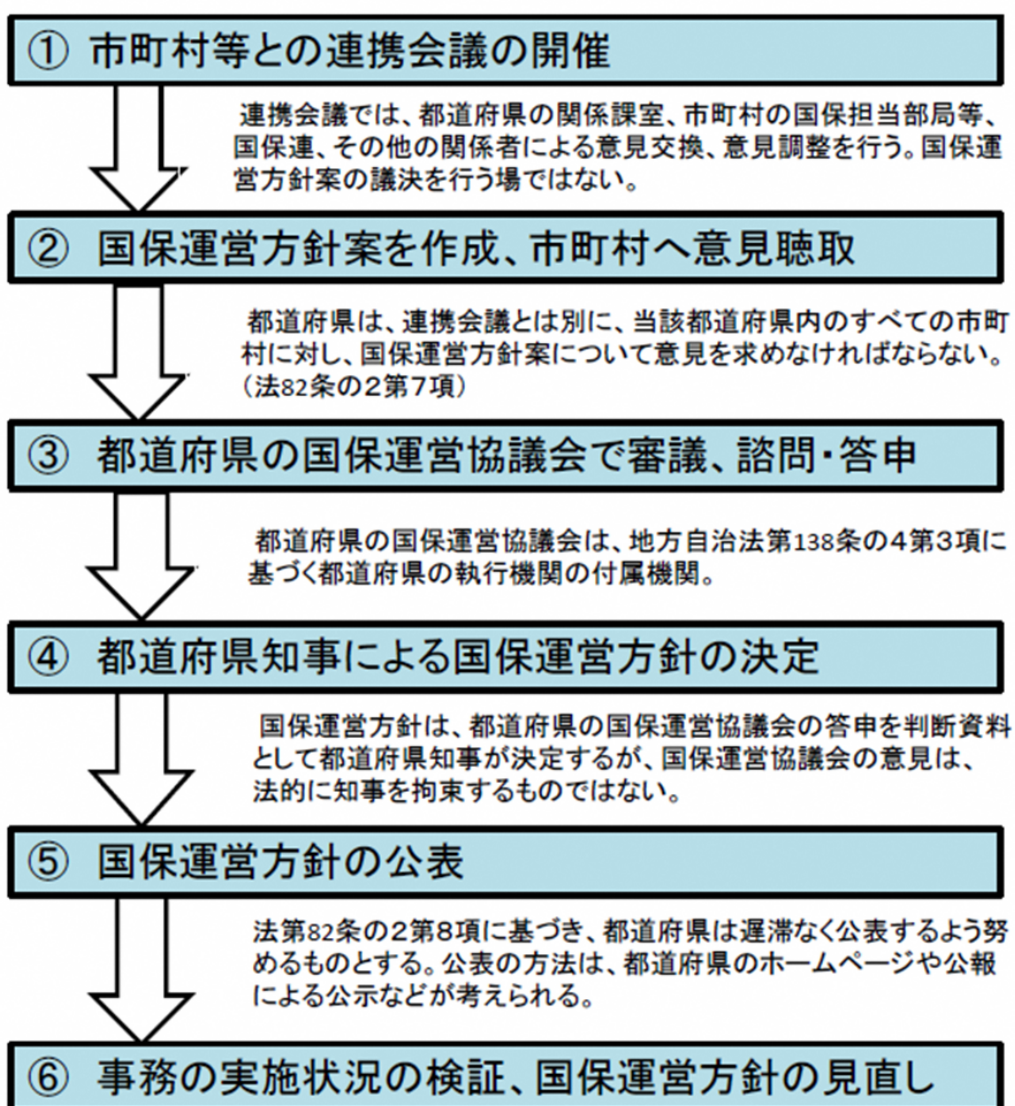 ① 市町村等との連携会議の開催
連携会議では、都道府県の関係課室、市町村の国保担当部局等、
国保連、その他の関係者による意見交換、意見調整を行う。国保運
営方針案の議決を行う場ではない。
② 国保運営方針案を作成、市町村へ意見聴取
都道府県は、連携会議とは別に、当該都道府県内のすべての市町
村に対し、国保運営方針案について意見を求めなければならない。
（法82条の２第７項）
③ 都道府県の国保運営協議会で審議、諮問・答申
都道府県の国保運営協議会は、地方自治法第138条の４第３項に
基づく都道府県の執行機関の付属機関。
④ 都道府県知事による国保運営方針の決定
国保運営方針は、都道府県の国保運営協議会の答申を判断資料
として都道府県知事が決定するが、国保運営協議会の意見は、
法的に知事を拘束するものではない。
⑤ 国保運営方針の公表
法第82条の２第８項に基づき、都道府県は遅滞なく公表するよう努
めるものとする。公表の方法は、都道府県のホームページや公報
による公示などが考えられる。
⑥ 事務の実施状況の検証、国保運営方針の見直し